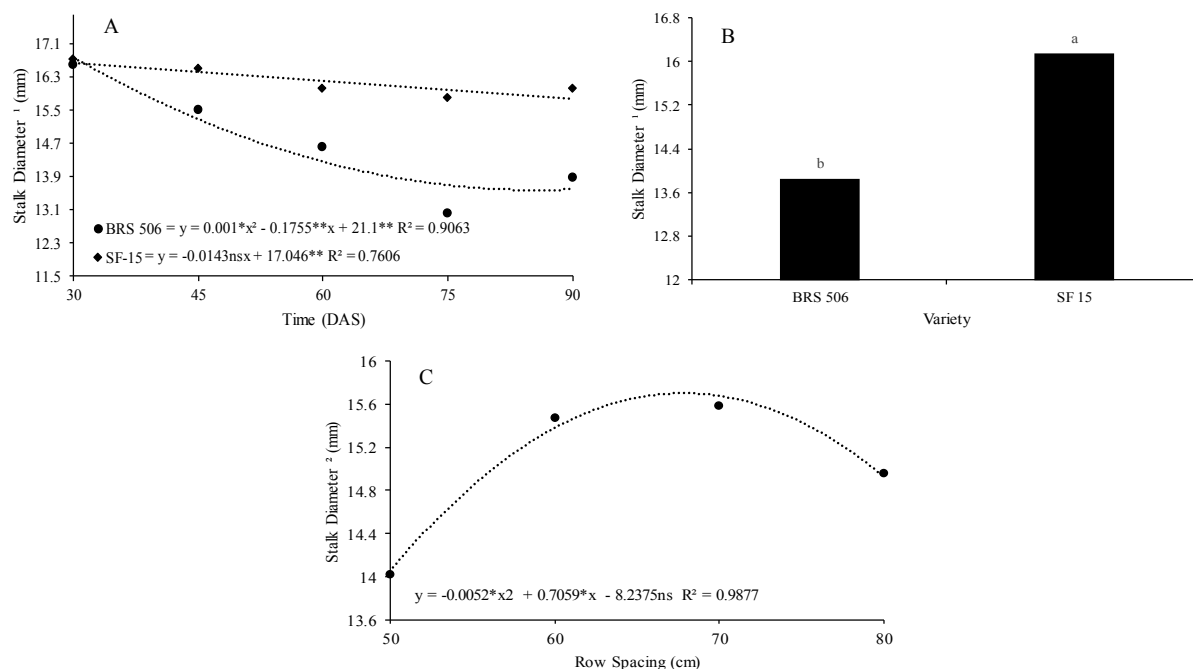 A
Stalk Diameter ¹ (mm)
17.1
16.3
15.5
14.7
13.9
13.1
12.3
11.5
BRS 506 = y = 0.001*x² - 0.1755**x + 21.1** R² = 0.9063
SF-15 = y = -0.0143nsx + 17.046** R² = 0.7606
30 45 60 75 90
Time (DAS)
B
Stalk Diameter ¹ (mm)
16.8
16
15.2
14.4
13.6
12.8
12
b
a
BRS 506 SF 15
Variety
C
Stalk Diameter ² (mm)
16
15.6
15.2
14.8
14.4
14
13.6
y = -0.0052*x2 + 0.7059*x - 8.2375ns R² = 0.9877
50 60 70 80
Row Spacing (cm)